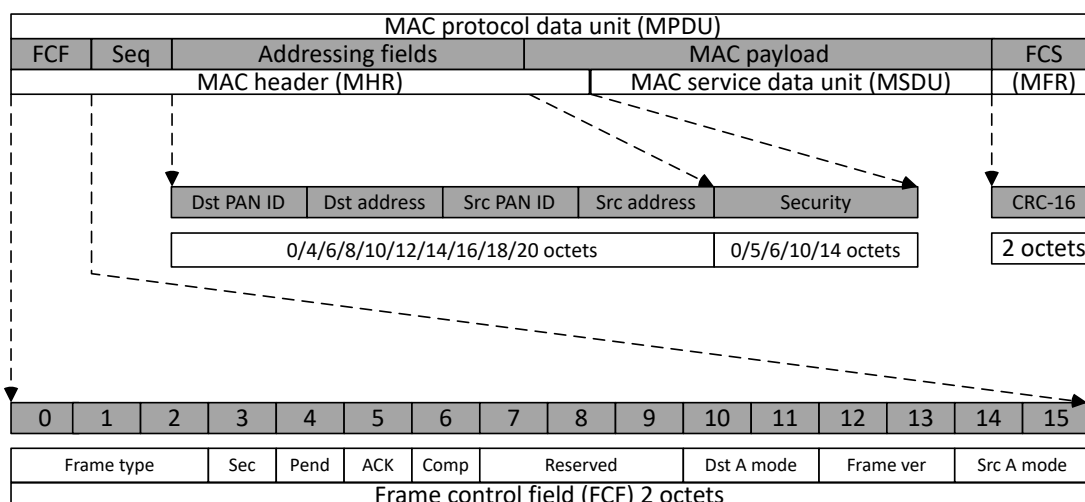 MAC protocol data unit (MPDU)
FCF Seq Addressing fields MAC payload FCS
MAC header (MHR) MAC service data unit (MSDU) (MFR)
Dst PAN ID Dst address Src PAN ID Src address Security CRC-16
0/4/6/8/10/12/14/16/18/20 octets 0/5/6/10/14 octets 2 octets
0 1 2 3 4 5 6 7 8 9 10 11 12 13 14 15
Frame type Sec Pend ACK Comp Reserved Dst A mode Frame ver Src A mode
Frame control field (FCF) 2 octets